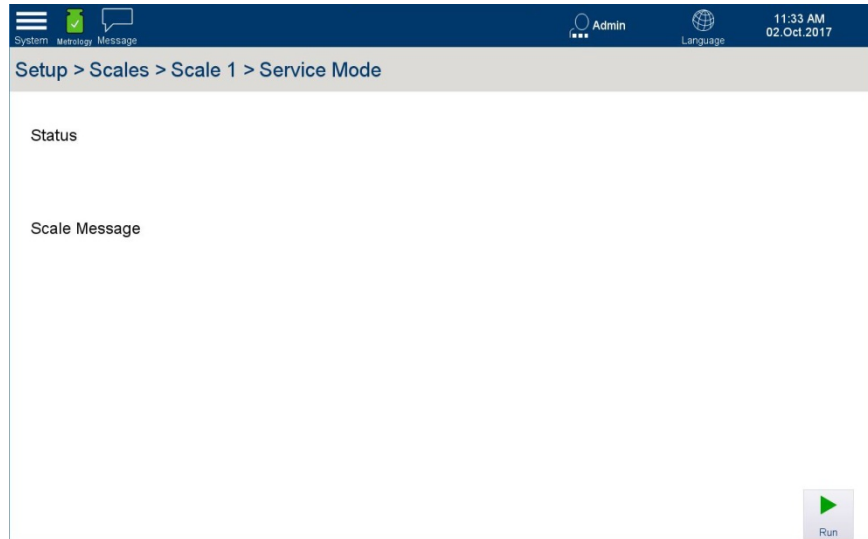 System Metrology Message
Admin
Language
11:33 AM
02.Oct.2017
Setup > Scales > Scale 1 > Service Mode
Status
Scale Message
Run